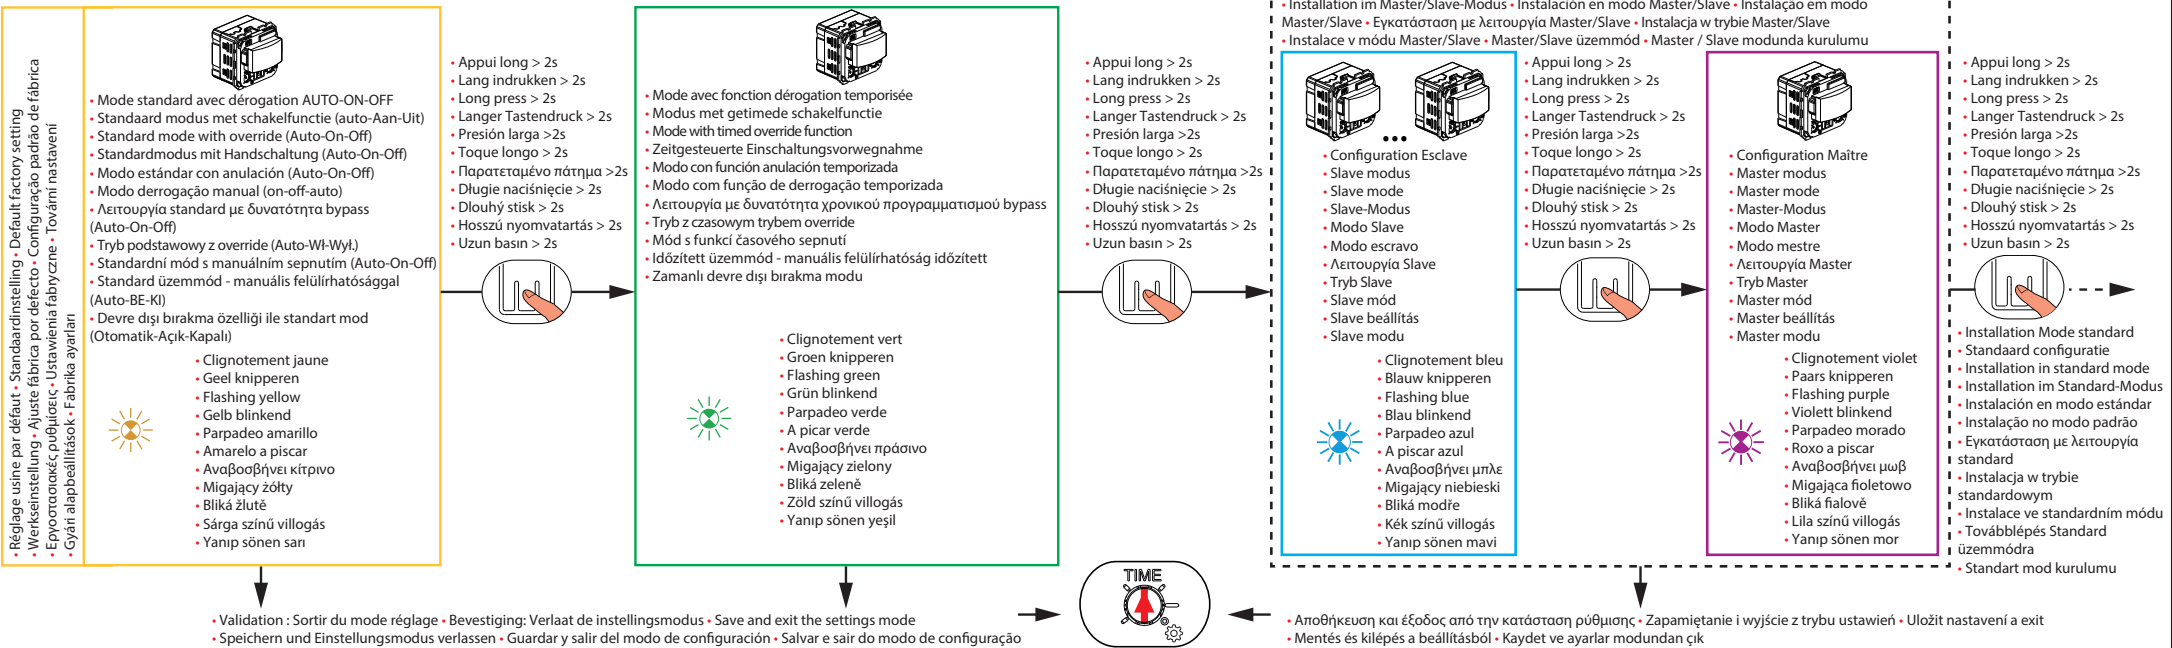 • Réglage usine par défaut • Standaardinstelling • Default factory setting
• Werkseinstellung • Ajuste fábrica por defecto • Configuração padrão de fábrica
• Εργοστασιακές ρυθμίσεις • Ustawienia fabryczne • Tovární nastavení
• Gyári alapbeállítások • Fabrika ayarları
• Mode standard avec dérogation AUTO-ON-OFF
• Standaard modus met schakelfunctie (auto-Aan-Uit)
• Standard mode with override (Auto-On-Off)
• Standardmodus mit Handschaltung (Auto-On-Off)
• Modo estándar con anulación (Auto-On-Off)
• Modo derrogação manual (on-off-auto)
• Λειτουργία standard με δυνατότητα bypass
(Auto-On-Off)
• Tryb podstawowy z override (Auto-Wł-Wył.)
• Standardní mód s manuálním sepnutím (Auto-On-Off)
• Standard üzemmód - manuális felülírhatósággal
(Auto-BE-KI)
• Devre dışı bırakma özelliği ile standart mod
(Otomatik-Açık-Kapalı)
• Clignotement jaune
• Geel knipperen
• Flashing yellow
• Gelb blinkend
• Parpadeo amarillo
• Amarelo a piscar
• Αναβοσβήνει κίτρινο
• Migający żółty
• Bliká žlutě
• Sárga színű villogás
• Yanıp sönen sarı
• Appui long > 2s
• Lang indrukken > 2s
• Long press > 2s
• Langer Tastendruck > 2s
• Presión larga >2s
• Toque longo > 2s
• Παρατεταμένο πάτημα >2s
• Długie naciśnięcie > 2s
• Dlouhý stisk > 2s
• Hosszú nyomvatartás > 2s
• Uzun basın > 2s
• Mode avec fonction dérogation temporisée
• Modus met getimede schakelfunctie
• Mode with timed override function
• Zeitgesteuerte Einschaltungsvorwegnahme
• Modo con función anulación temporizada
• Modo com função de derrogação temporizada
• Λειτουργία με δυνατότητα χρονικού προγραμματισμού bypass
• Tryb z czasowym trybem override
• Mód s funkcí časového sepnutí
• Időzített üzemmód - manuális felülírhatóság időzített
• Zamanlı devre dışı bırakma modu
• Clignotement vert
• Groen knipperen
• Flashing green
• Grün blinkend
• Parpadeo verde
• A picar verde
• Αναβοσβήνει πράσινο
• Migający zielony
• Bliká zeleně
• Zöld színű villogás
• Yanıp sönen yeşil
• Appui long > 2s
• Lang indrukken > 2s
• Long press > 2s
• Langer Tastendruck > 2s
• Presión larga >2s
• Toque longo > 2s
• Παρατεταμένο πάτημα >2s
• Długie naciśnięcie > 2s
• Dlouhý stisk > 2s
• Hosszú nyomvatartás > 2s
• Uzun basın > 2s
• Installation im Master/Slave-Modus • Instalación en modo Master/Slave • Instalação em modo
Master/Slave • Εγκατάσταση με λειτουργία Master/Slave • Instalacja w trybie Master/Slave
• Instalace v módu Master/Slave • Master/Slave üzemmód • Master / Slave modunda kurulumu
• Configuration Esclave
• Slave modus
• Slave mode
• Slave-Modus
• Modo Slave
• Modo escravo
• Λειτουργία Slave
• Tryb Slave
• Slave mód
• Slave beállítás
• Slave modu
• Clignotement bleu
• Blauw knipperen
• Flashing blue
• Blau blinkend
• Parpadeo azul
• A piscar azul
• Αναβοσβήνει μπλε
• Migający niebieski
• Bliká modře
• Kék színű villogás
• Yanıp sönen mavi
• Appui long > 2s
• Lang indrukken > 2s
• Long press > 2s
• Langer Tastendruck > 2s
• Presión larga >2s
• Toque longo > 2s
• Παρατεταμένο πάτημα >2s
• Długie naciśnięcie > 2s
• Dlouhý stisk > 2s
• Hosszú nyomvatartás > 2s
• Uzun basın > 2s
• Configuration Maître
• Master modus
• Master mode
• Master-Modus
• Modo Master
• Modo mestre
• Λειτουργία Master
• Tryb Master
• Master mód
• Master beállítás
• Master modu
• Clignotement violet
• Paars knipperen
• Flashing purple
• Violett blinkend
• Parpadeo morado
• Roxo a piscar
• Αναβοσβήνει μωβ
• Migająca fioletowo
• Bliká fialově
• Lila színű villogás
• Yanıp sönen mor
• Appui long > 2s
• Lang indrukken > 2s
• Long press > 2s
• Langer Tastendruck > 2s
• Presión larga >2s
• Toque longo > 2s
• Παρατεταμένο πάτημα >2s
• Długie naciśnięcie > 2s
• Dlouhý stisk > 2s
• Hosszú nyomvatartás > 2s
• Uzun basın > 2s
• Installation Mode standard
• Standaard configuratie
• Installation in standard mode
• Installation im Standard-Modus
• Instalación en modo estándar
• Instalação no modo padrão
• Εγκατάσταση με λειτουργία
standard
• Instalacja w trybie
standardowym
• Instalace ve standardním módu
• Továbblépés Standard
üzemmódra
• Standart mod kurulumu
• Validation : Sortir du mode réglage • Bevestiging: Verlaat de instellingsmodus • Save and exit the settings mode
• Speichern und Einstellungsmodus verlassen • Guardar y salir del modo de configuración • Salvar e sair do modo de configuração
TIME
• Αποθήκευση και έξοδος από την κατάσταση ρύθμισης • Zapamiętanie i wyjście z trybu ustawień • Uložit nastavení a exit
• Mentés és kilépés a beállításból • Kaydet ve ayarlar modundan çık